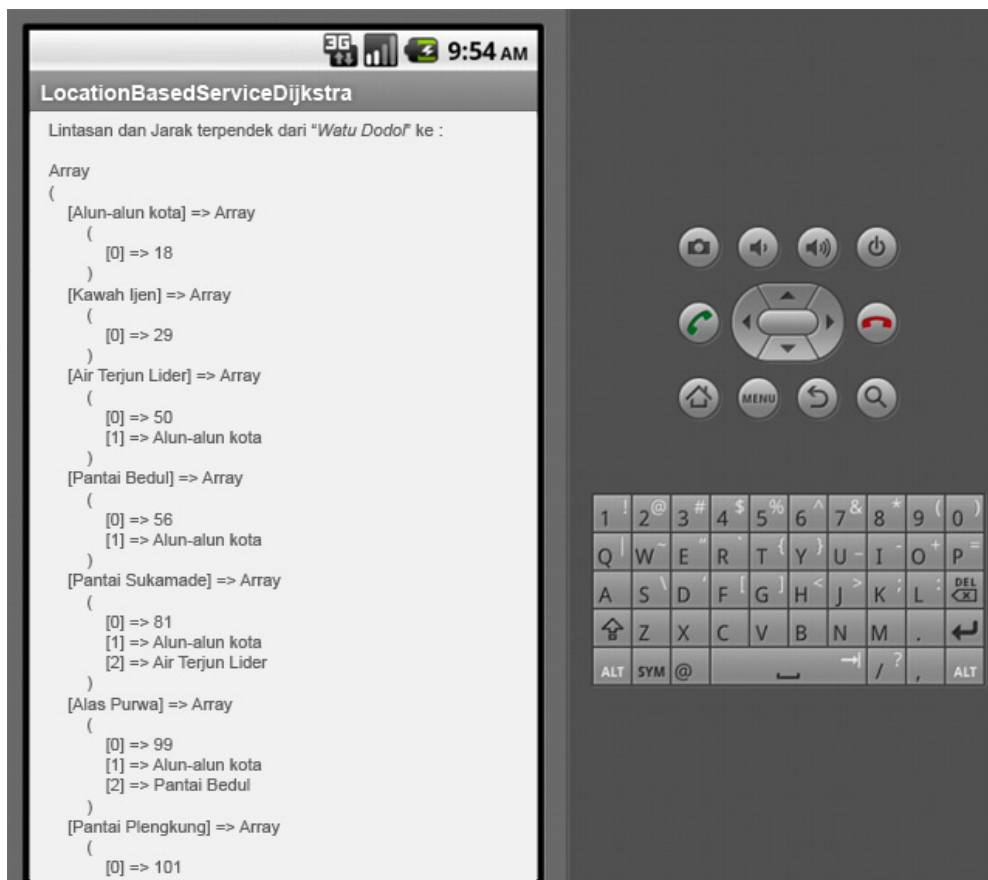 3G 9:54 AM
LocationBasedServiceDijkstra
Lintasan dan Jarak terpendek dari "Watu Dodol" ke :
Array
(
[Alun-alun kota] => Array
(
[0] => 18
)
[Kawah Ijen] => Array
(
[0] => 29
)
[Air Terjun Lider] => Array
(
[0] => 50
[1] => Alun-alun kota
)
[Pantai Bedul] => Array
(
[0] => 56
[1] => Alun-alun kota
)
[Pantai Sukamade] => Array
(
[0] => 81
[1] => Alun-alun kota
[2] => Air Terjun Lider
)
[Alas Purwa] => Array
(
[0] => 99
[1] => Alun-alun kota
[2] => Pantai Bedul
)
[Pantai Plengkung] => Array
(
[0] => 101
MENU
1 ! 2 @ 3 # 4 $ 5 % 6 ^ 7 & 8 * 9 ( 0 )
Q | W ~ E " R ` T { Y } U - I - O + P =
A S \ D ' F [ G ] H < J > K ; L : DEL
Z X C V B N M .
ALT SYM @ / ? , ALT